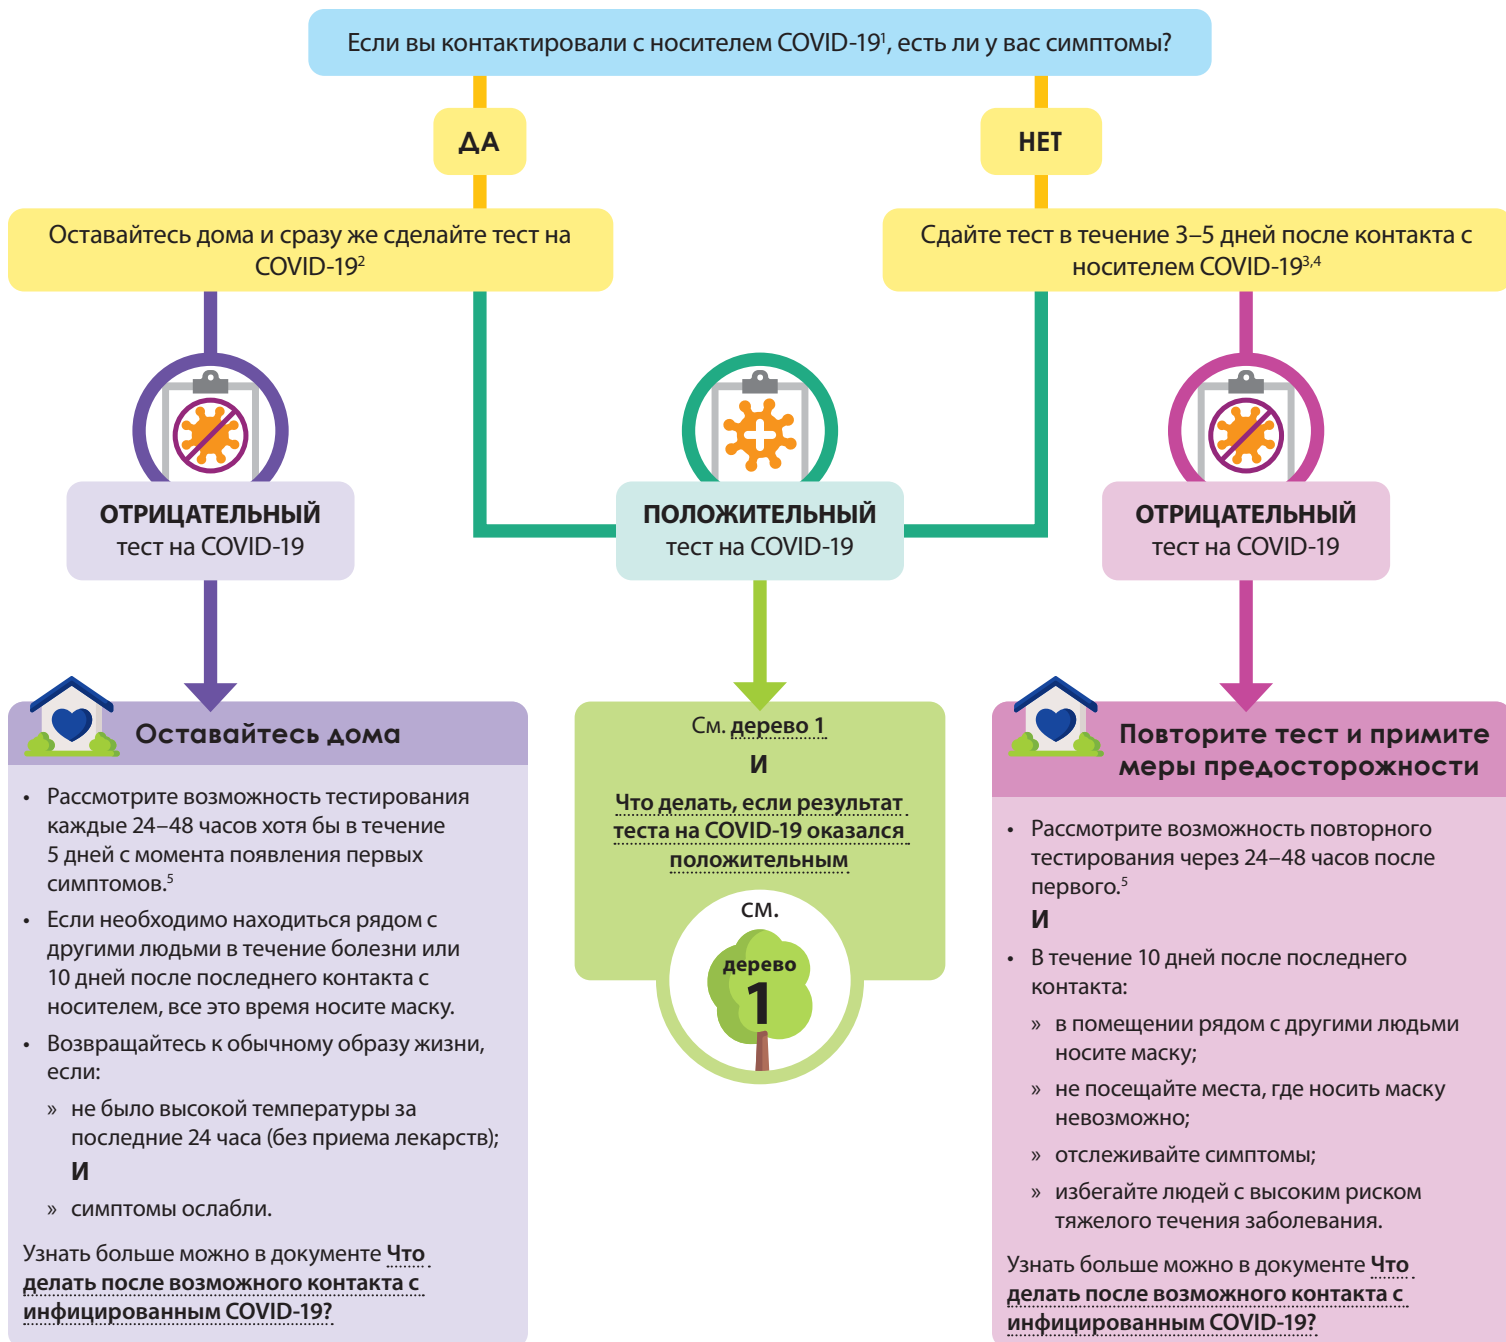 Если вы контактировали с носителем COVID-19¹, есть ли у вас симптомы?
ДА
НЕТ
Оставайтесь дома и сразу же сделайте тест на
COVID-19²
Сдайте тест в течение 3–5 дней после контакта с
носителем COVID-19³,⁴
ОТРИЦАТЕЛЬНЫЙ
тест на COVID-19
ПОЛОЖИТЕЛЬНЫЙ
тест на COVID-19
ОТРИЦАТЕЛЬНЫЙ
тест на COVID-19
Оставайтесь дома
• Рассмотрите возможность тестирования
каждые 24–48 часов хотя бы в течение
5 дней с момента появления первых
симптомов.⁵
• Если необходимо находиться рядом с
другими людьми в течение болезни или
10 дней после последнего контакта с
носителем, все это время носите маску.
• Возвращайтесь к обычному образу жизни,
если:
» не было высокой температуры за
последние 24 часа (без приема лекарств);
И
» симптомы ослабли.
Узнать больше можно в документе Что
делать после возможного контакта с
инфицированным COVID-19?
См. дерево 1
И
Что делать, если результат
теста на COVID-19 оказался
положительным
СМ.
дерево
1
Повторите тест и примите
меры предосторожности
• Рассмотрите возможность повторного
тестирования через 24–48 часов после
первого.⁵
И
• В течение 10 дней после последнего
контакта:
» в помещении рядом с другими людьми
носите маску;
» не посещайте места, где носить маску
невозможно;
» отслеживайте симптомы;
» избегайте людей с высоким риском
тяжелого течения заболевания.
Узнать больше можно в документе Что
делать после возможного контакта с
инфицированным COVID-19?